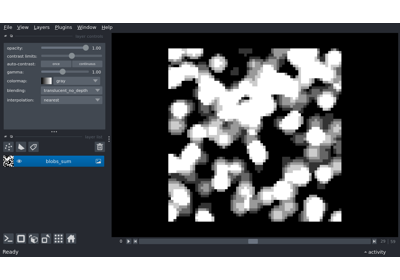 File View Layers Plugins Window Help
opacity: 1.00
contrast limits:
auto-contrast: once continuous
gamma: 1.00
colormap: gray
blending: translucent_no_depth
interpolation: nearest
blobs_sum
Ready activity